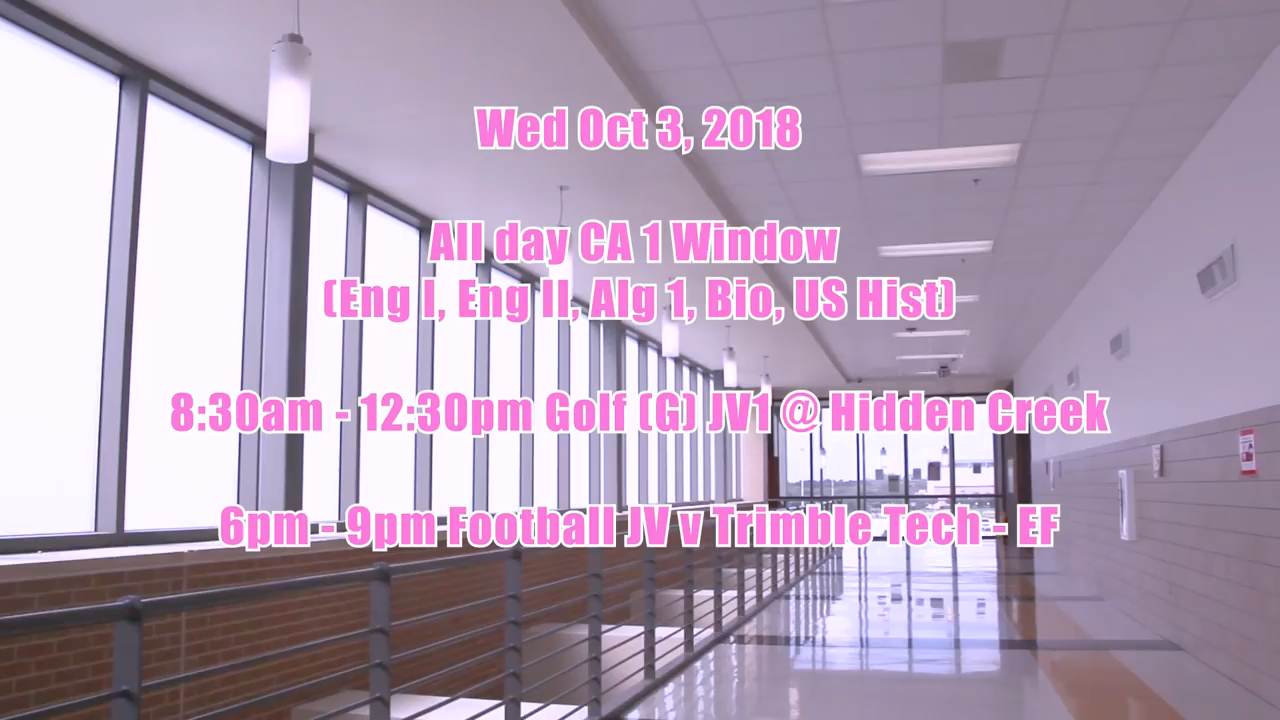 Wed Oct 3, 2018
All day CA 1 Window
(Eng I, Eng II, Alg 1, Bio, US Hist)
8:30am - 12:30pm Golf (G) JV1 @ Hidden Creek
6pm - 9pm Football JV v Trimble Tech - EF